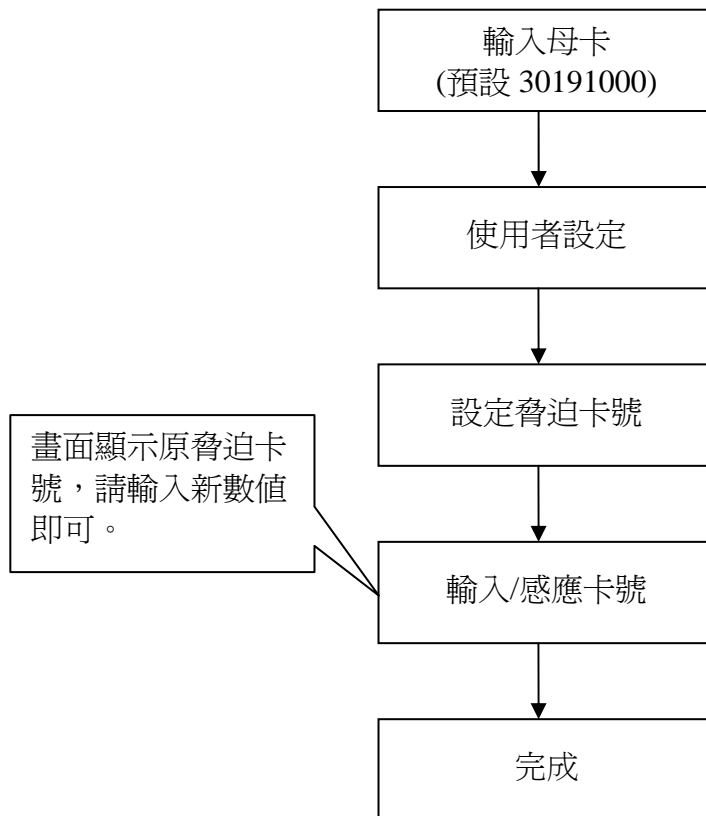 輸入母卡
(預設 30191000)
使用者設定
設定脅迫卡號
畫面顯示原脅迫卡
號，請輸入新數值
即可。
輸入/感應卡號
完成